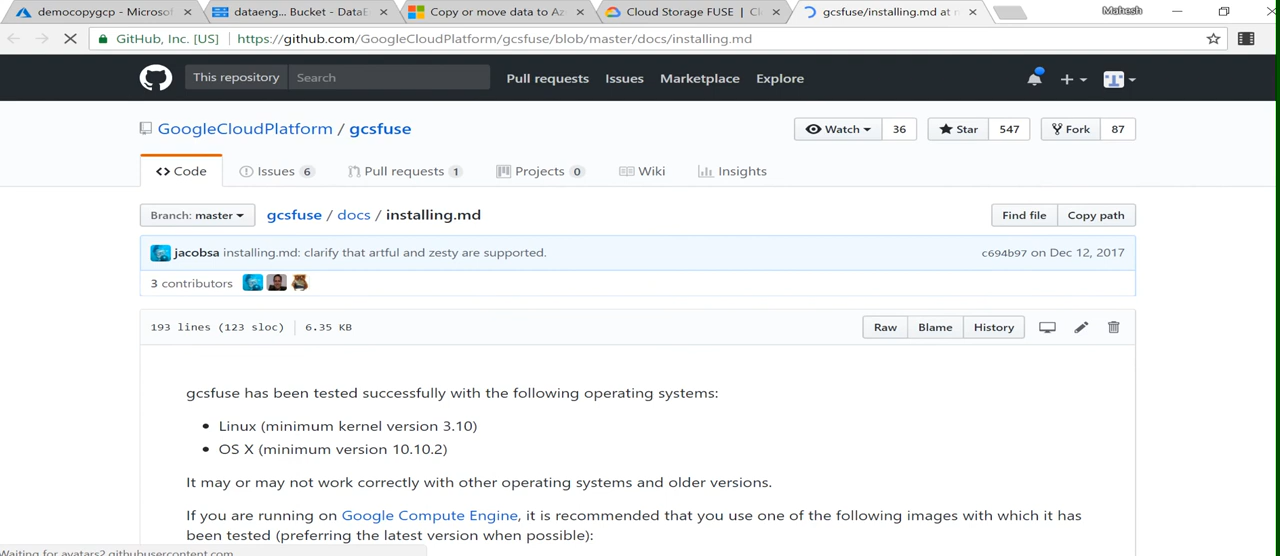 democopygcp - Microsof
dataeng... Bucket - DataE
Copy or move data to Az
Cloud Storage FUSE | Cl
gcsfuse/installing.md at m
Mahesh
GitHub, Inc. [US] https://github.com/GoogleCloudPlatform/gcsfuse/blob/master/docs/installing.md
This repository Search Pull requests Issues Marketplace Explore
GoogleCloudPlatform / gcsfuse Watch 36 Star 547 Fork 87
Code Issues 6 Pull requests 1 Projects 0 Wiki Insights
Branch: master gcsfuse / docs / installing.md Find file Copy path
jacobsa installing.md: clarify that artful and zesty are supported. c694b97 on Dec 12, 2017
3 contributors
193 lines (123 sloc) 6.35 KB Raw Blame History
gcsfuse has been tested successfully with the following operating systems:
• Linux (minimum kernel version 3.10)
• OS X (minimum version 10.10.2)
It may or may not work correctly with other operating systems and older versions.
If you are running on Google Compute Engine, it is recommended that you use one of the following images with which it has
been tested (preferring the latest version when possible):
Waiting for avatars2.githubusercontent.com